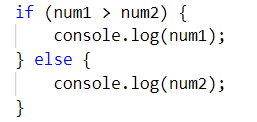 if (num1 > num2) {
    console.log(num1);
} else {
    console.log(num2);
}